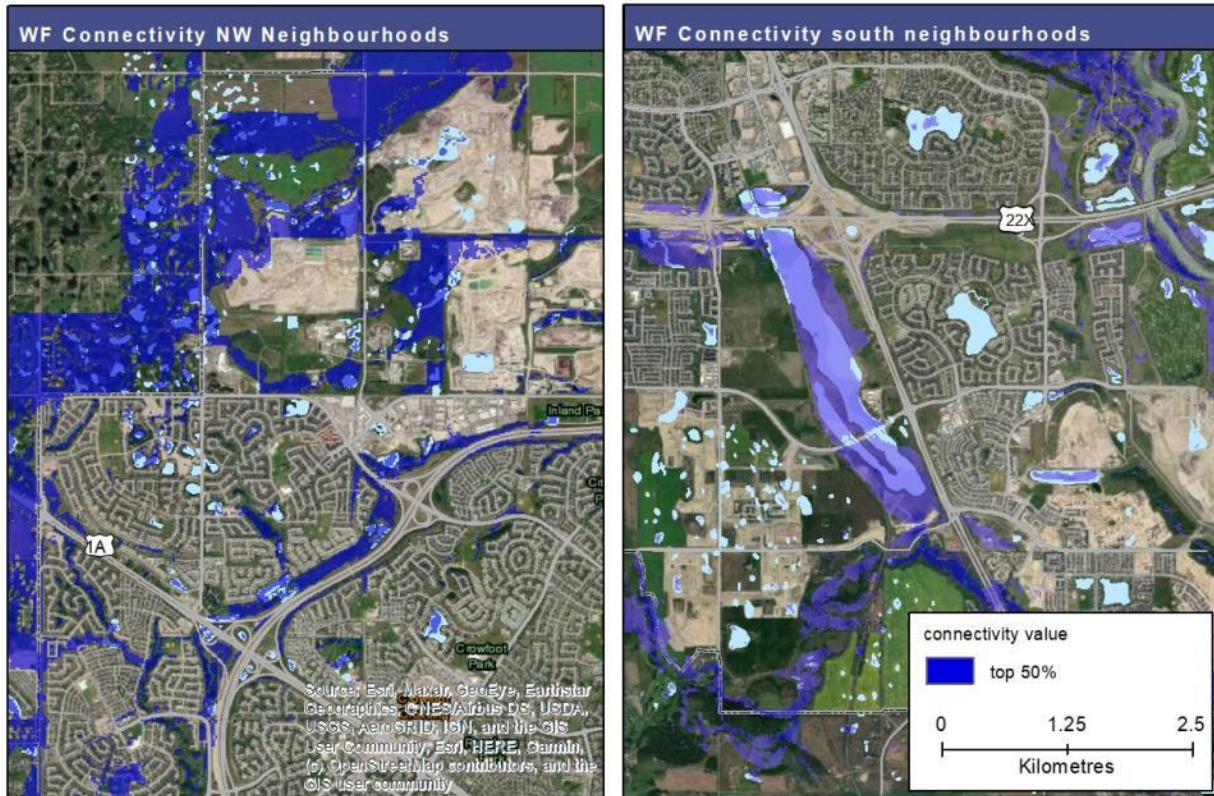 WF Connectivity NW Neighbourhoods
Inland Pa
1A
Crowfoot
Park
Source: Esri, Maxar, GeoEye, Earthstar
Geographics, CNES/Airbus DS, USDA,
USGS, AeroGRID, IGN, and the GIS
User Community, Esri, HERE, Garmin,
(c) OpenStreetMap contributors, and the
GIS user community
WF Connectivity south neighbourhoods
22X
connectivity value
top 50%
0 1.25 2.5
Kilometres